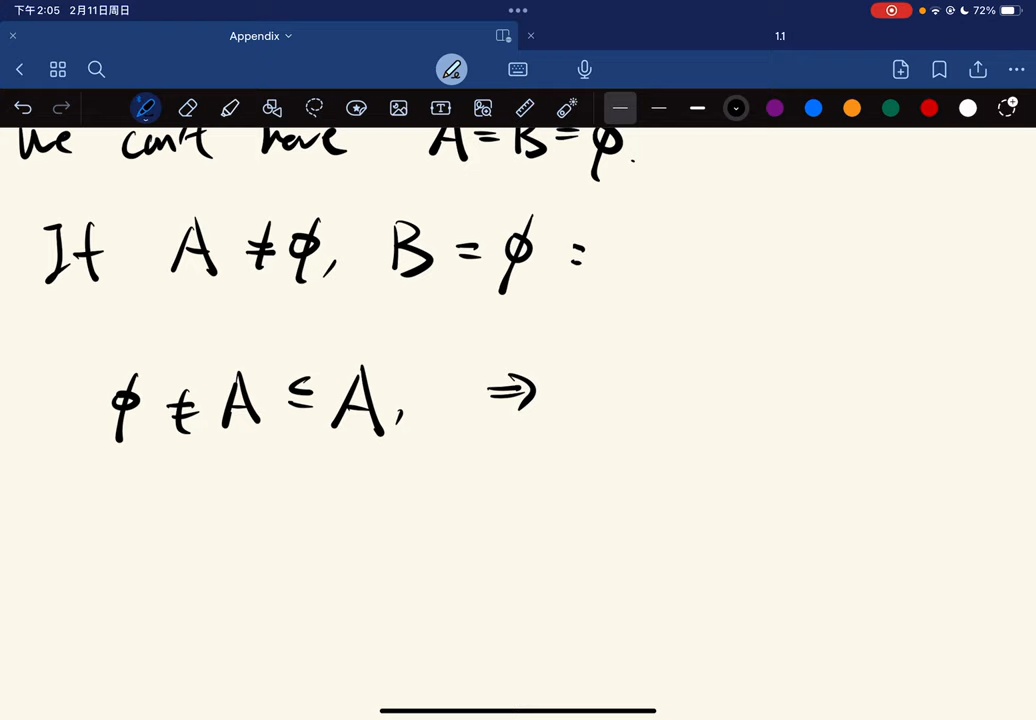 下午2:05 2月11日周日 72%
Appendix 1.1
We can't have A = B = ϕ.
If A ≠ ϕ, B = ϕ :
ϕ ≠ A ⊆ A, ⇒